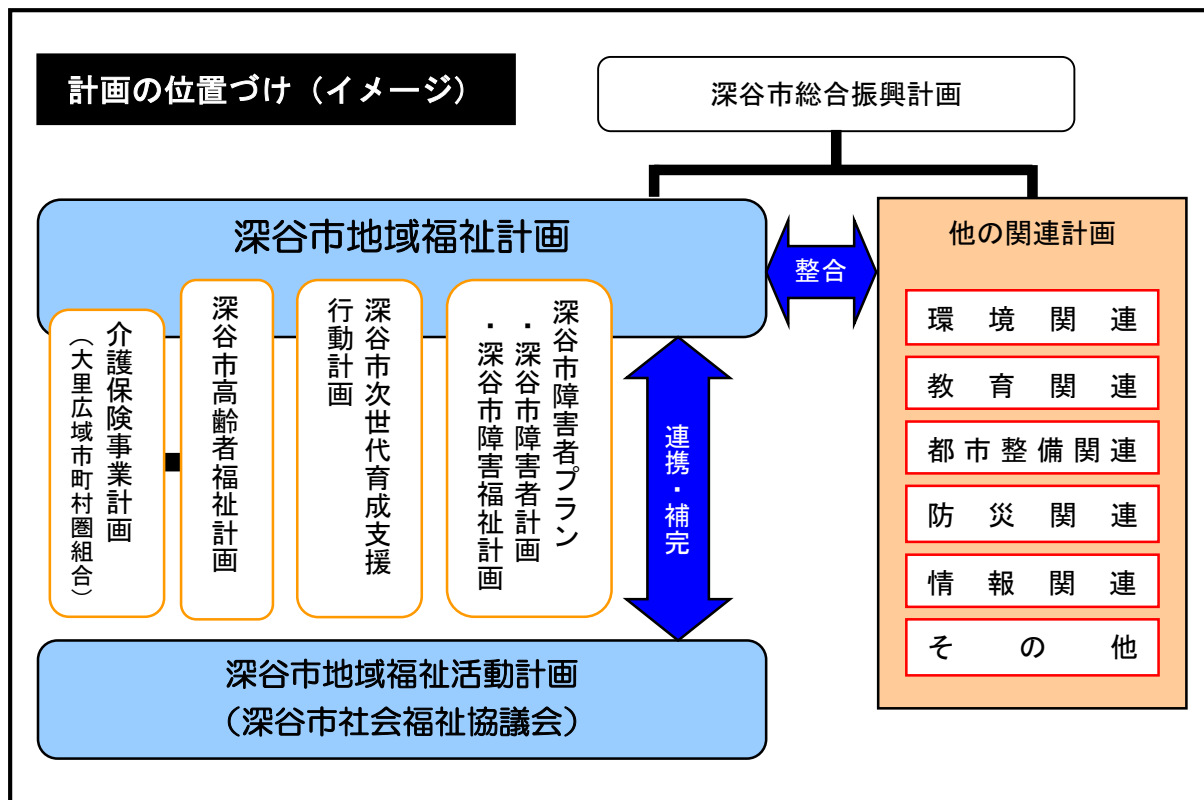 計画の位置づけ（イメージ）
深谷市総合振興計画
深谷市地域福祉計画
整合
他の関連計画
環境関連
教育関連
都市整備関連
防災関連
情報関連
その他
介護保険事業計画
（大里広域市町村圏組合）
深谷市高齢者福祉計画
深谷市次世代育成支援
行動計画
深谷市障害者プラン
・深谷市障害者計画
・深谷市障害福祉計画
連携・補完
深谷市地域福祉活動計画
（深谷市社会福祉協議会）